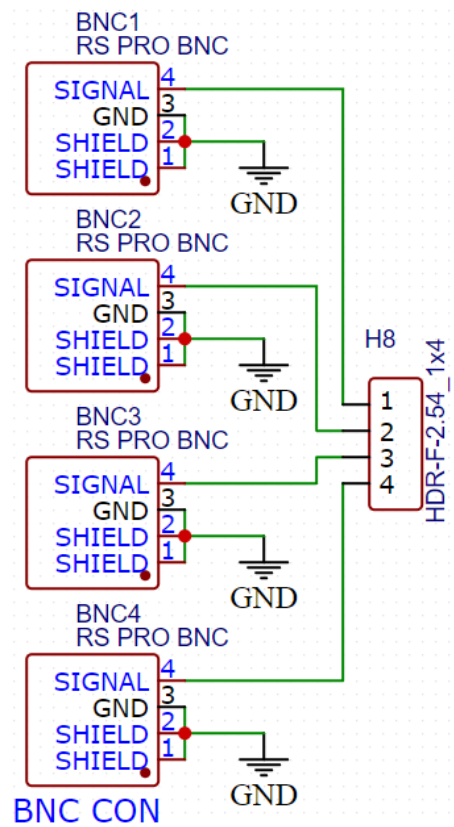 BNC1
RS PRO BNC
SIGNAL 4
GND 3
SHIELD 2
SHIELD 1
GND
BNC2
RS PRO BNC
SIGNAL 4
GND 3
SHIELD 2
SHIELD 1
GND
H8
1
2
3
4
HDR-F-2.54_1x4
BNC3
RS PRO BNC
SIGNAL 4
GND 3
SHIELD 2
SHIELD 1
GND
BNC4
RS PRO BNC
SIGNAL 4
GND 3
SHIELD 2
SHIELD 1
GND
BNC CON